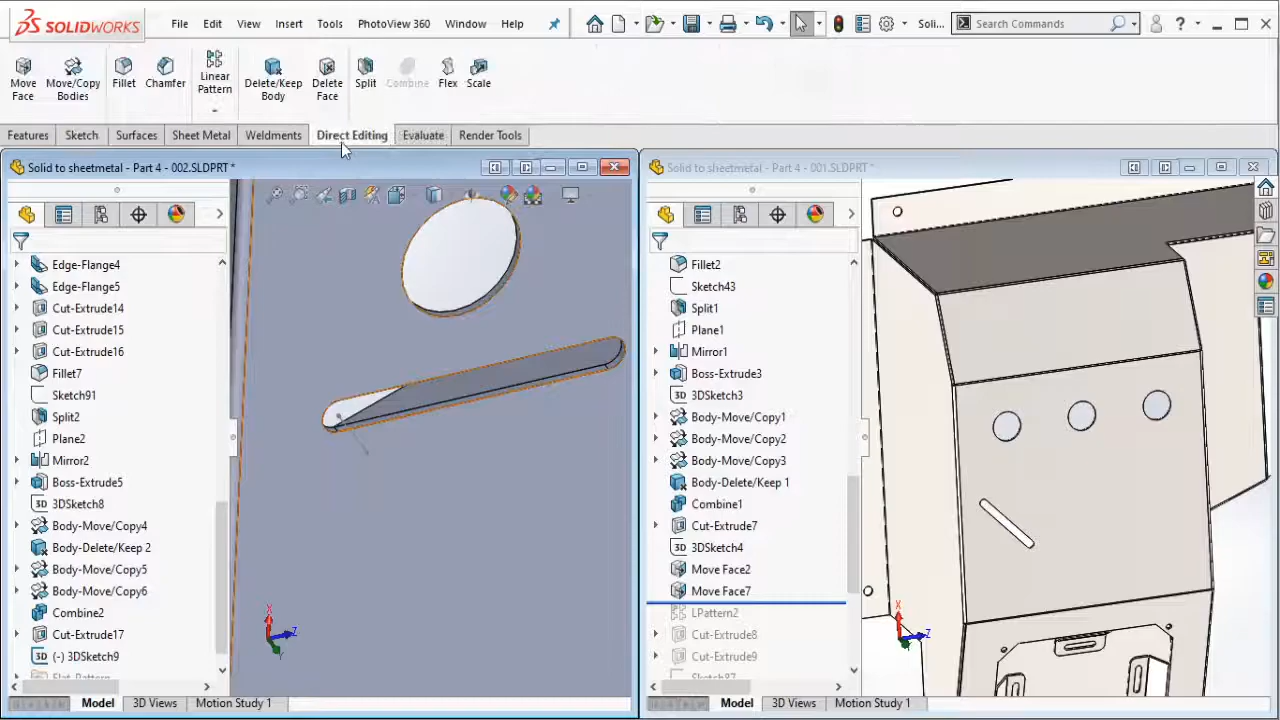 SOLIDWORKS
File Edit View Insert Tools PhotoView 360 Window Help
Soli...
Search Commands
Move Face
Move/Copy Bodies
Fillet
Chamfer
Linear Pattern
Delete/Keep Body
Delete Face
Split
Combine
Flex
Scale
Features Sketch Surfaces Sheet Metal Weldments Direct Editing Evaluate Render Tools
Solid to sheetmetal - Part 4 - 002.SLDPRT *
Edge-Flange4
Edge-Flange5
Cut-Extrude14
Cut-Extrude15
Cut-Extrude16
Fillet7
Sketch91
Split2
Plane2
Mirror2
Boss-Extrude5
3D 3DSketch8
Body-Move/Copy4
Body-Delete/Keep 2
Body-Move/Copy5
Body-Move/Copy6
Combine2
Cut-Extrude17
3D (-) 3DSketch9
Flat-Pattern
X
Z
Y
Model 3D Views Motion Study 1
Solid to sheetmetal - Part 4 - 001.SLDPRT *
Fillet2
Sketch43
Split1
Plane1
Mirror1
Boss-Extrude3
3D 3DSketch3
Body-Move/Copy1
Body-Move/Copy2
Body-Move/Copy3
Body-Delete/Keep 1
Combine1
Cut-Extrude7
3D 3DSketch4
Move Face2
Move Face7
LPattern2
Cut-Extrude8
Cut-Extrude9
Sketch87
X
Z
Model 3D Views Motion Study 1